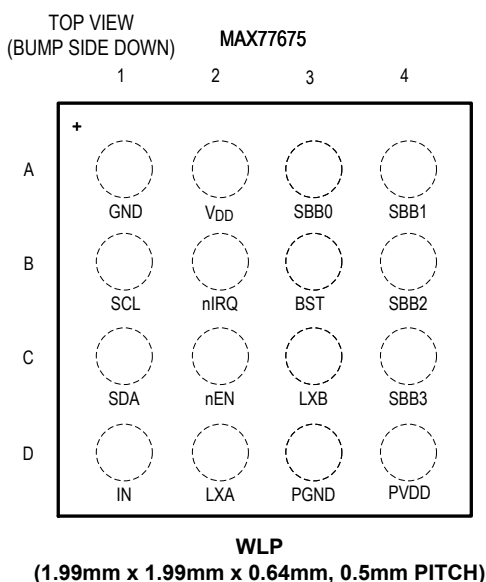 TOP VIEW
(BUMP SIDE DOWN)
MAX77675
1 2 3 4
+
A
GND VDD SBB0 SBB1
B
SCL nIRQ BST SBB2
C
SDA nEN LXB SBB3
D
IN LXA PGND PVDD
WLP
(1.99mm x 1.99mm x 0.64mm, 0.5mm PITCH)